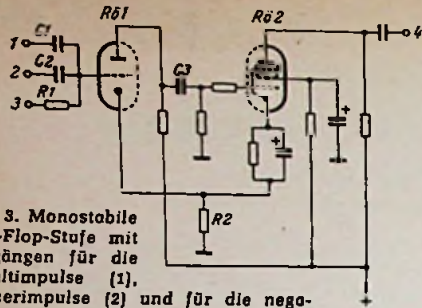 Rö1
Rö2
C1
1
2
C2
3
R1
C3
4
+
+
R2
+
3. Monostabile
-Flop-Stufe mit
gängen für die
ltimpulse (1),
erimpulse (2) und für die nega-